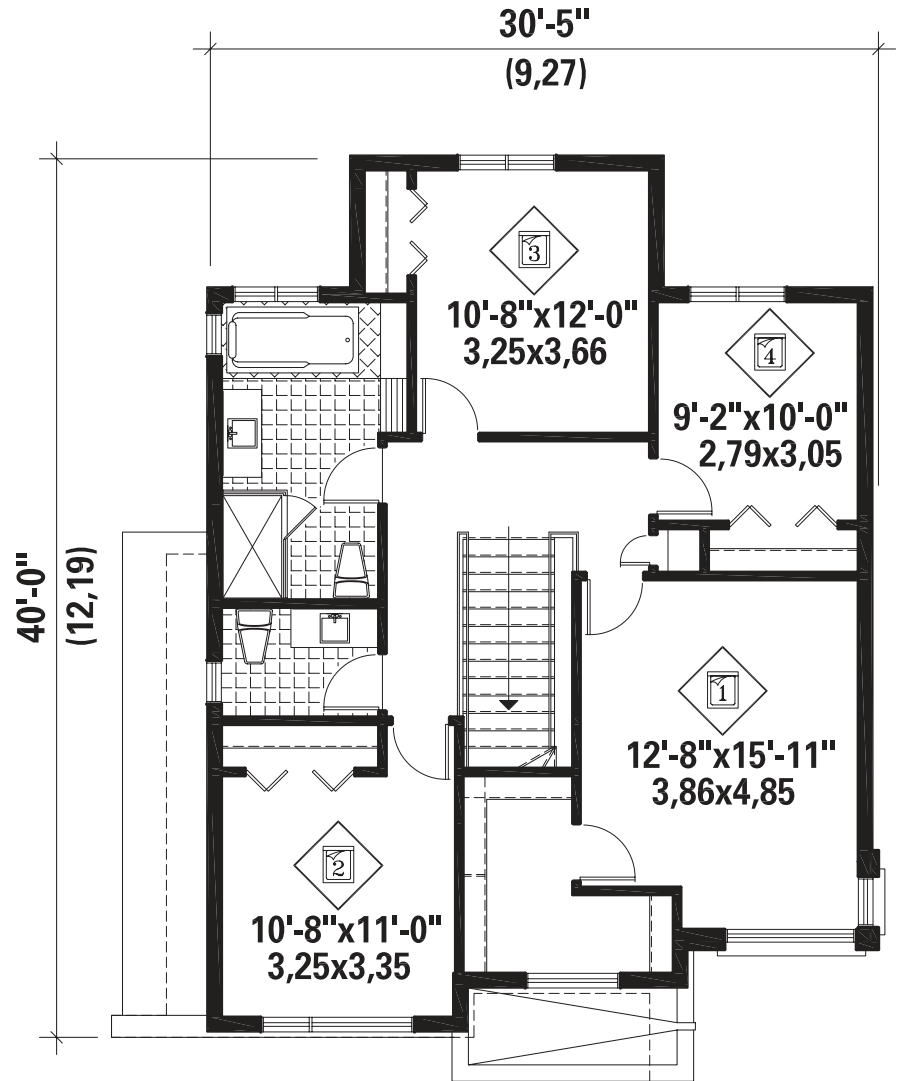 30'-5"
(9,27)
3
10'-8"x12'-0"
3,25x3,66
4
9'-2"x10'-0"
2,79x3,05
40'-0"
(12,19)
1
12'-8"x15'-11"
3,86x4,85
2
10'-8"x11'-0"
3,25x3,35